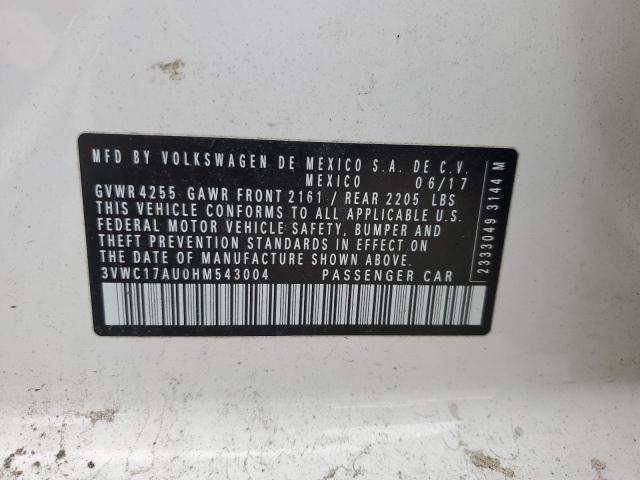 MFD BY VOLKSWAGEN DE MEXICO S.A. DE C.V.
MEXICO 06/17
GVWR 4255 GAWR FRONT 2161 / REAR 2205 LBS
THIS VEHICLE CONFORMS TO ALL APPLICABLE U.S.
FEDERAL MOTOR VEHICLE SAFETY, BUMPER AND
THEFT PREVENTION STANDARDS IN EFFECT ON
THE DATE OF MANUFACTURE SHOWN ABOVE.
3VWC17AU0HM543004 PASSENGER CAR
2333049 3144 M